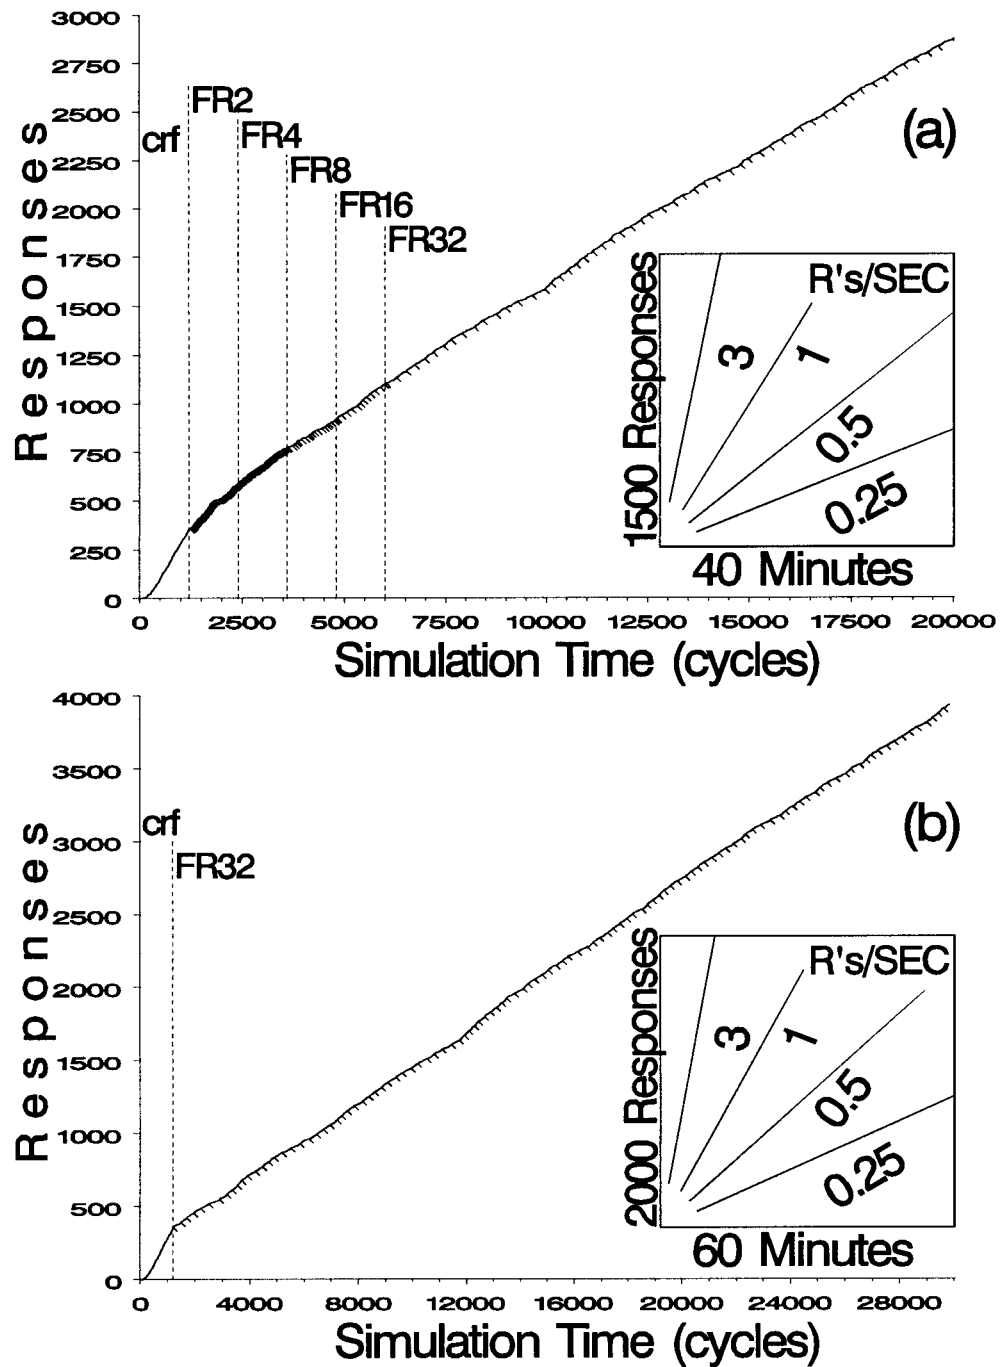 3000
2750
2500
2250
2000
1750
1500
1250
1000
750
500
250
0
Responses
crf
FR2
FR4
FR8
FR16
FR32
(a)
R's/SEC
3
1
0.5
0.25
1500 Responses
40 Minutes
0 2500 5000 7500 10000 12500 15000 17500 20000
Simulation Time (cycles)
4000
3500
3000
2500
2000
1500
1000
500
0
Responses
crf
FR32
(b)
R's/SEC
3
1
0.5
0.25
2000 Responses
60 Minutes
0 4000 8000 12000 16000 20000 24000 28000
Simulation Time (cycles)